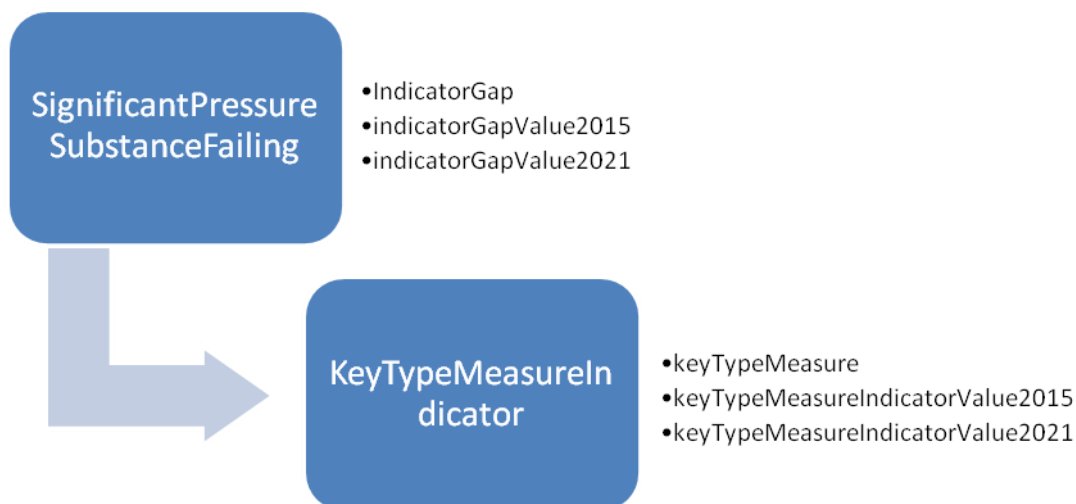 SignificantPressure
SubstanceFailing
•IndicatorGap
•indicatorGapValue2015
•indicatorGapValue2021
KeyTypeMeasureIn
dicator
•keyTypeMeasure
•keyTypeMeasureIndicatorValue2015
•keyTypeMeasureIndicatorValue2021